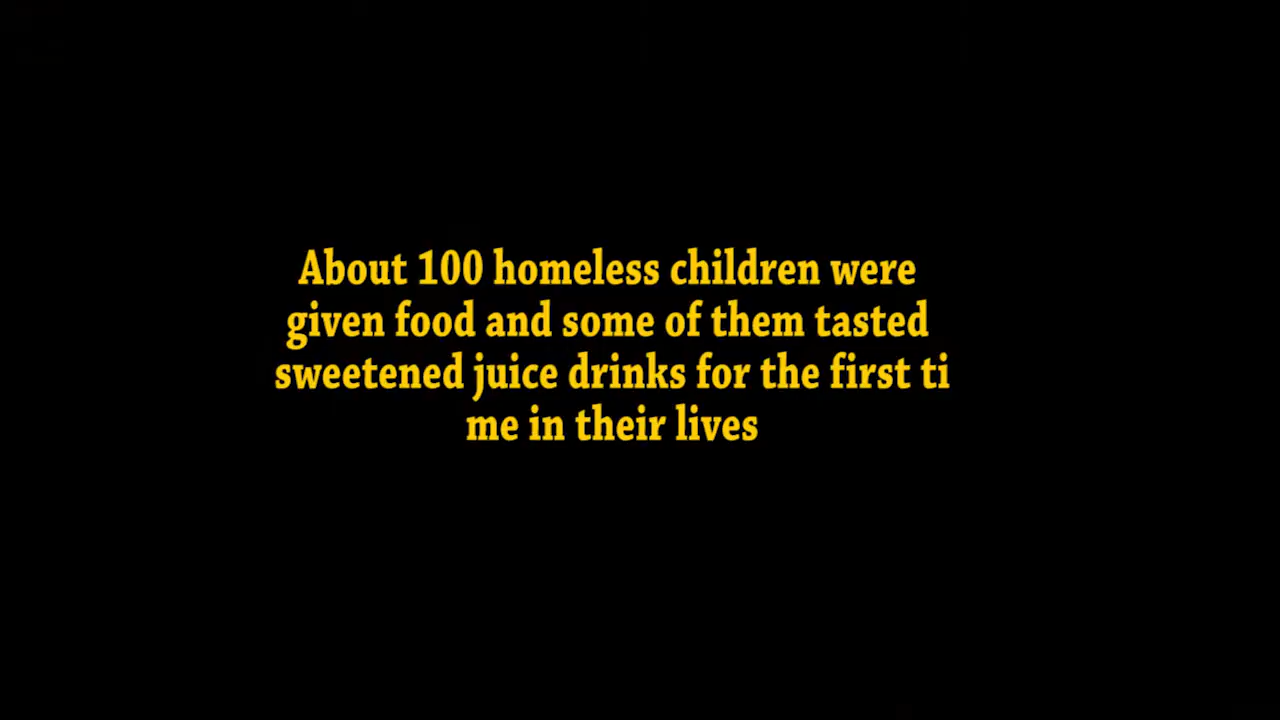 About 100 homeless children were
given food and some of them tasted
sweetened juice drinks for the first ti
me in their lives